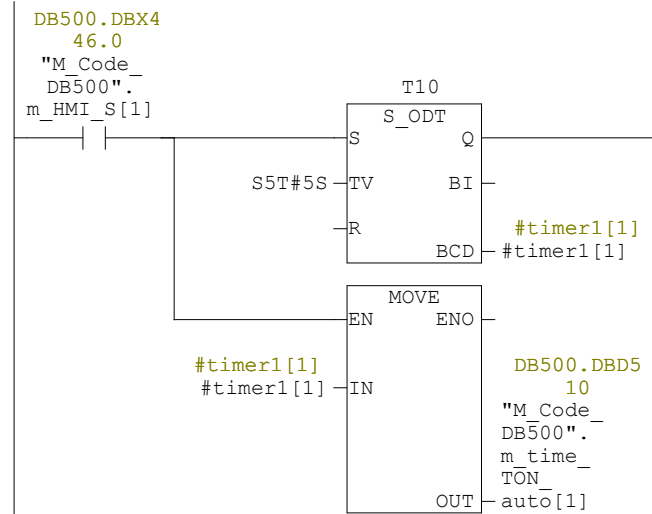 DB500.DBX4
46.0
"M_Code_
DB500".
m_HMI_S[1]
T10
S_ODT
S
Q
S5T#5S
TV
BI
R
#timer1[1]
BCD
#timer1[1]
MOVE
EN
ENO
#timer1[1]
#timer1[1]
IN
DB500.DBD5
10
"M_Code_
DB500".
m_time_
TON_
OUT
auto[1]